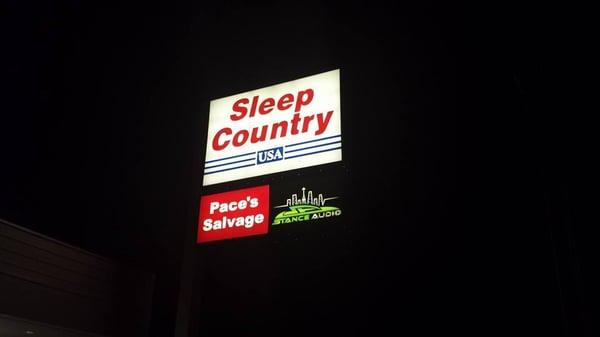 Sleep
Country
USA
Pace's
Salvage
STANCE AUDIO